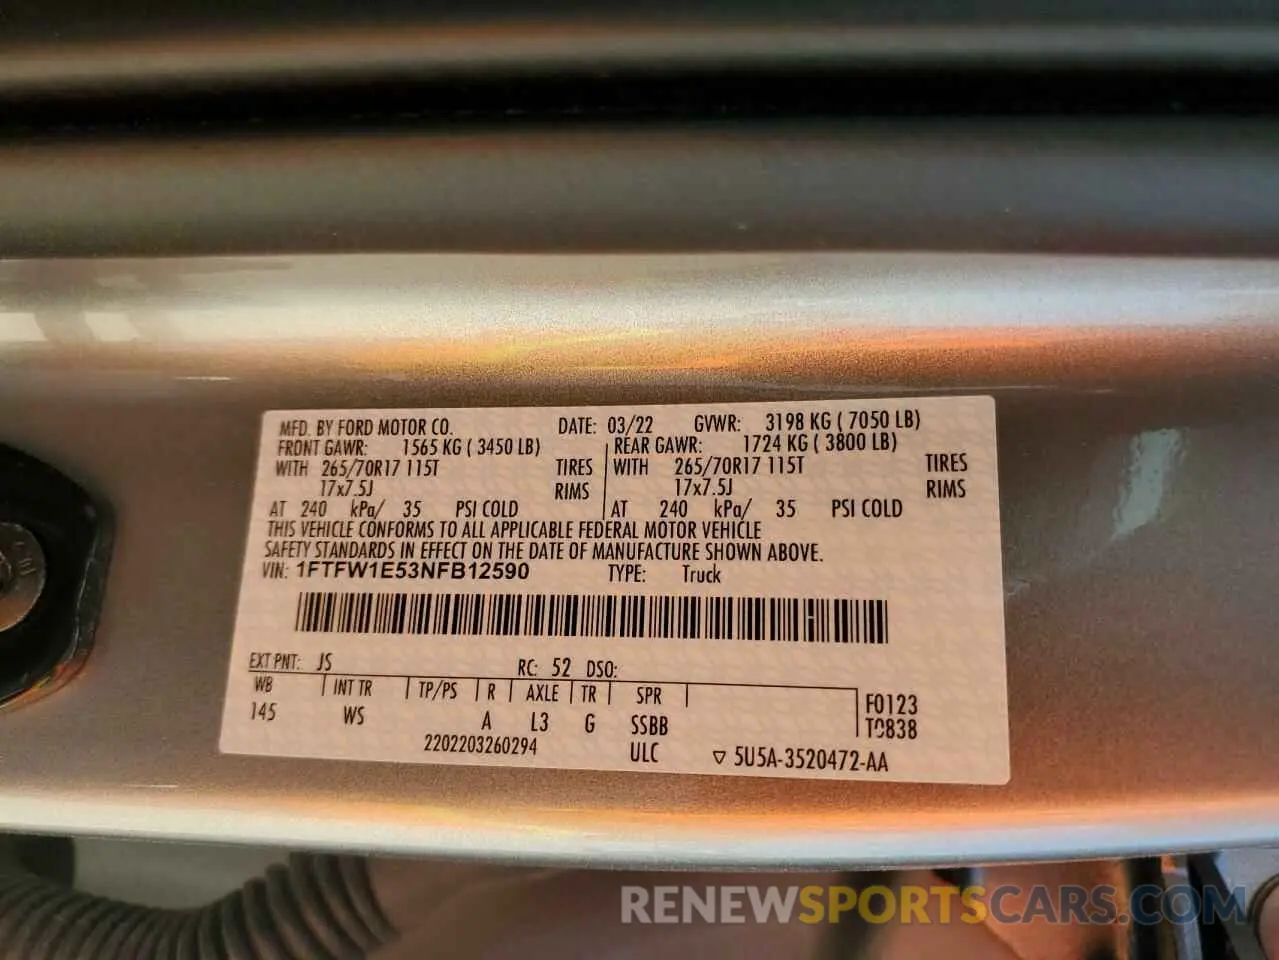 MFD. BY FORD MOTOR CO. DATE: 03/22 GVWR: 3198 KG ( 7050 LB)
FRONT GAWR: 1565 KG ( 3450 LB) REAR GAWR: 1724 KG ( 3800 LB)
WITH 265/70R17 115T TIRES WITH 265/70R17 115T TIRES
17x7.5J RIMS 17x7.5J RIMS
AT 240 kPa/ 35 PSI COLD AT 240 kPa/ 35 PSI COLD
THIS VEHICLE CONFORMS TO ALL APPLICABLE FEDERAL MOTOR VEHICLE
SAFETY STANDARDS IN EFFECT ON THE DATE OF MANUFACTURE SHOWN ABOVE.
VIN: 1FTFW1E53NFB12590 TYPE: Truck
EXT PNT: JS RC: 52 DSO:
WB INT TR TP/PS R AXLE TR SPR F0123
145 WS A L3 G SSBB T0838
2202203260294 ULC ▽ 5U5A-3520472-AA
RENEWSPORTSCARS.COM